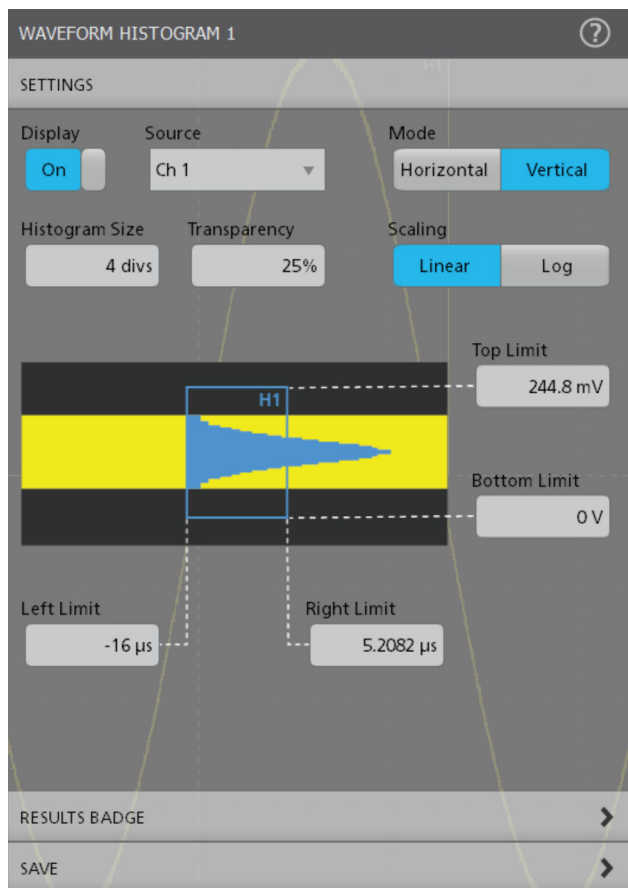 WAVEFORM HISTOGRAM 1
?
H1
SETTINGS
Display Source Mode
On Ch 1 Horizontal Vertical
Histogram Size Transparency Scaling
4 divs 25% Linear Log
Top Limit
244.8 mV
H1
Bottom Limit
0 V
Left Limit Right Limit
-16 µs 5.2082 µs
RESULTS BADGE
SAVE